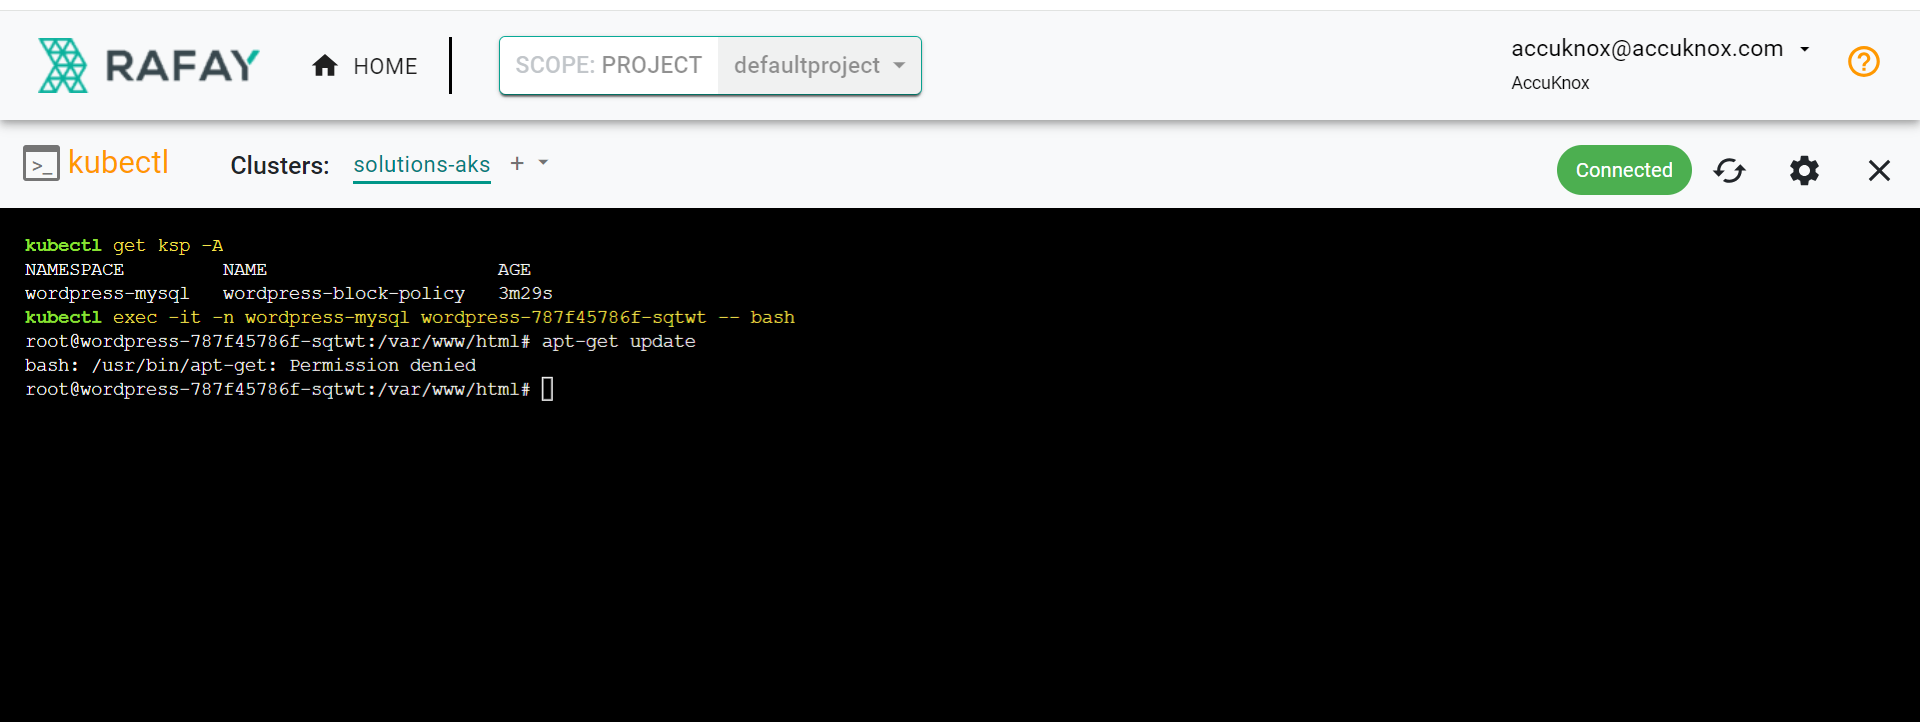 RAFAY HOME SCOPE: PROJECT defaultproject accuknox@accuknox.com
AccuKnox
>_ kubectl Clusters: solutions-aks + Connected
kubectl get ksp -A
NAMESPACE NAME AGE
wordpress-mysql wordpress-block-policy 3m29s
kubectl exec -it -n wordpress-mysql wordpress-787f45786f-sqtwt -- bash
root@wordpress-787f45786f-sqtwt:/var/www/html# apt-get update
bash: /usr/bin/apt-get: Permission denied
root@wordpress-787f45786f-sqtwt:/var/www/html#